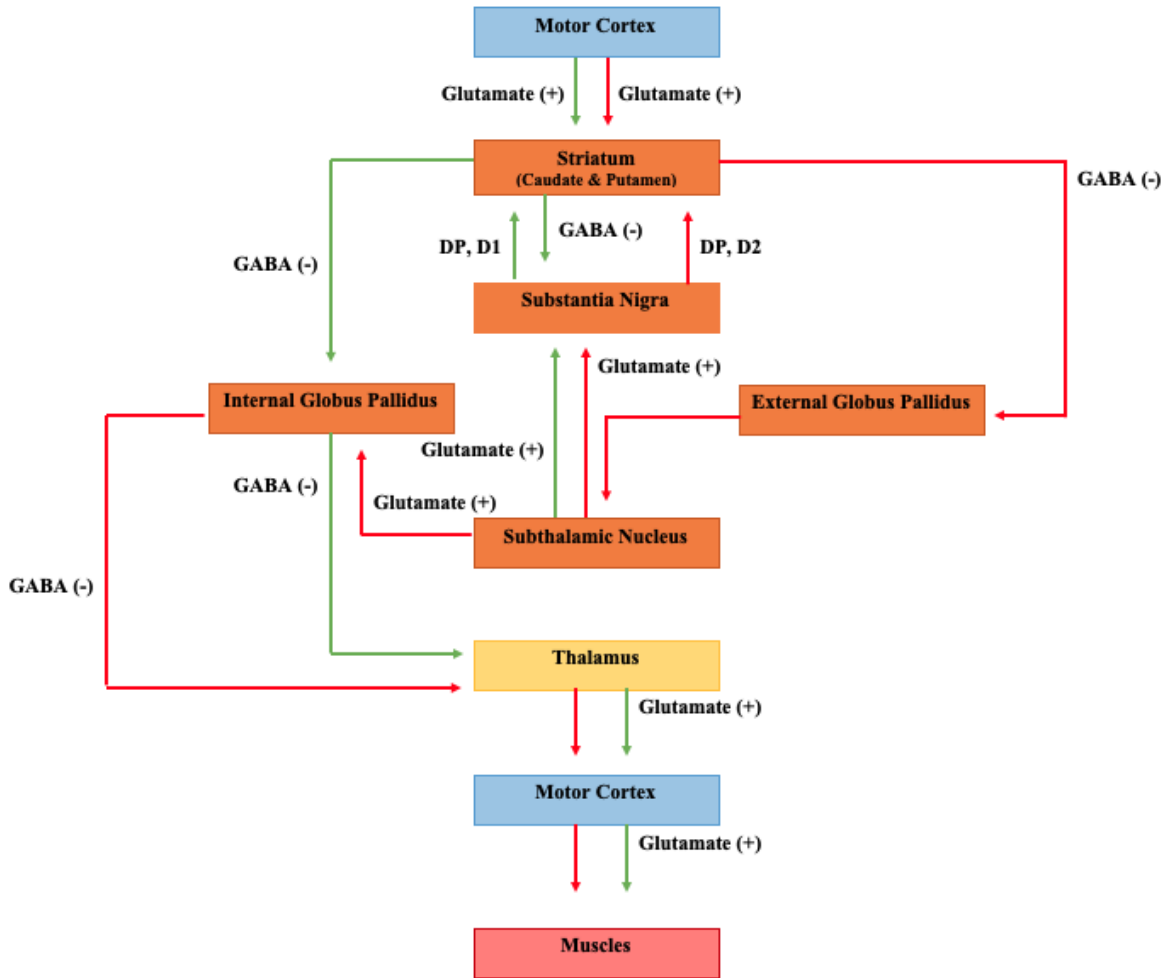 Motor Cortex
Glutamate (+)
Glutamate (+)
Striatum
(Caudate & Putamen)
GABA (-)
GABA (-)
DP, D1
DP, D2
GABA (-)
Substantia Nigra
Glutamate (+)
Internal Globus Pallidus
External Globus Pallidus
Glutamate (+)
GABA (-)
Glutamate (+)
Subthalamic Nucleus
GABA (-)
Thalamus
Glutamate (+)
Motor Cortex
Glutamate (+)
Muscles